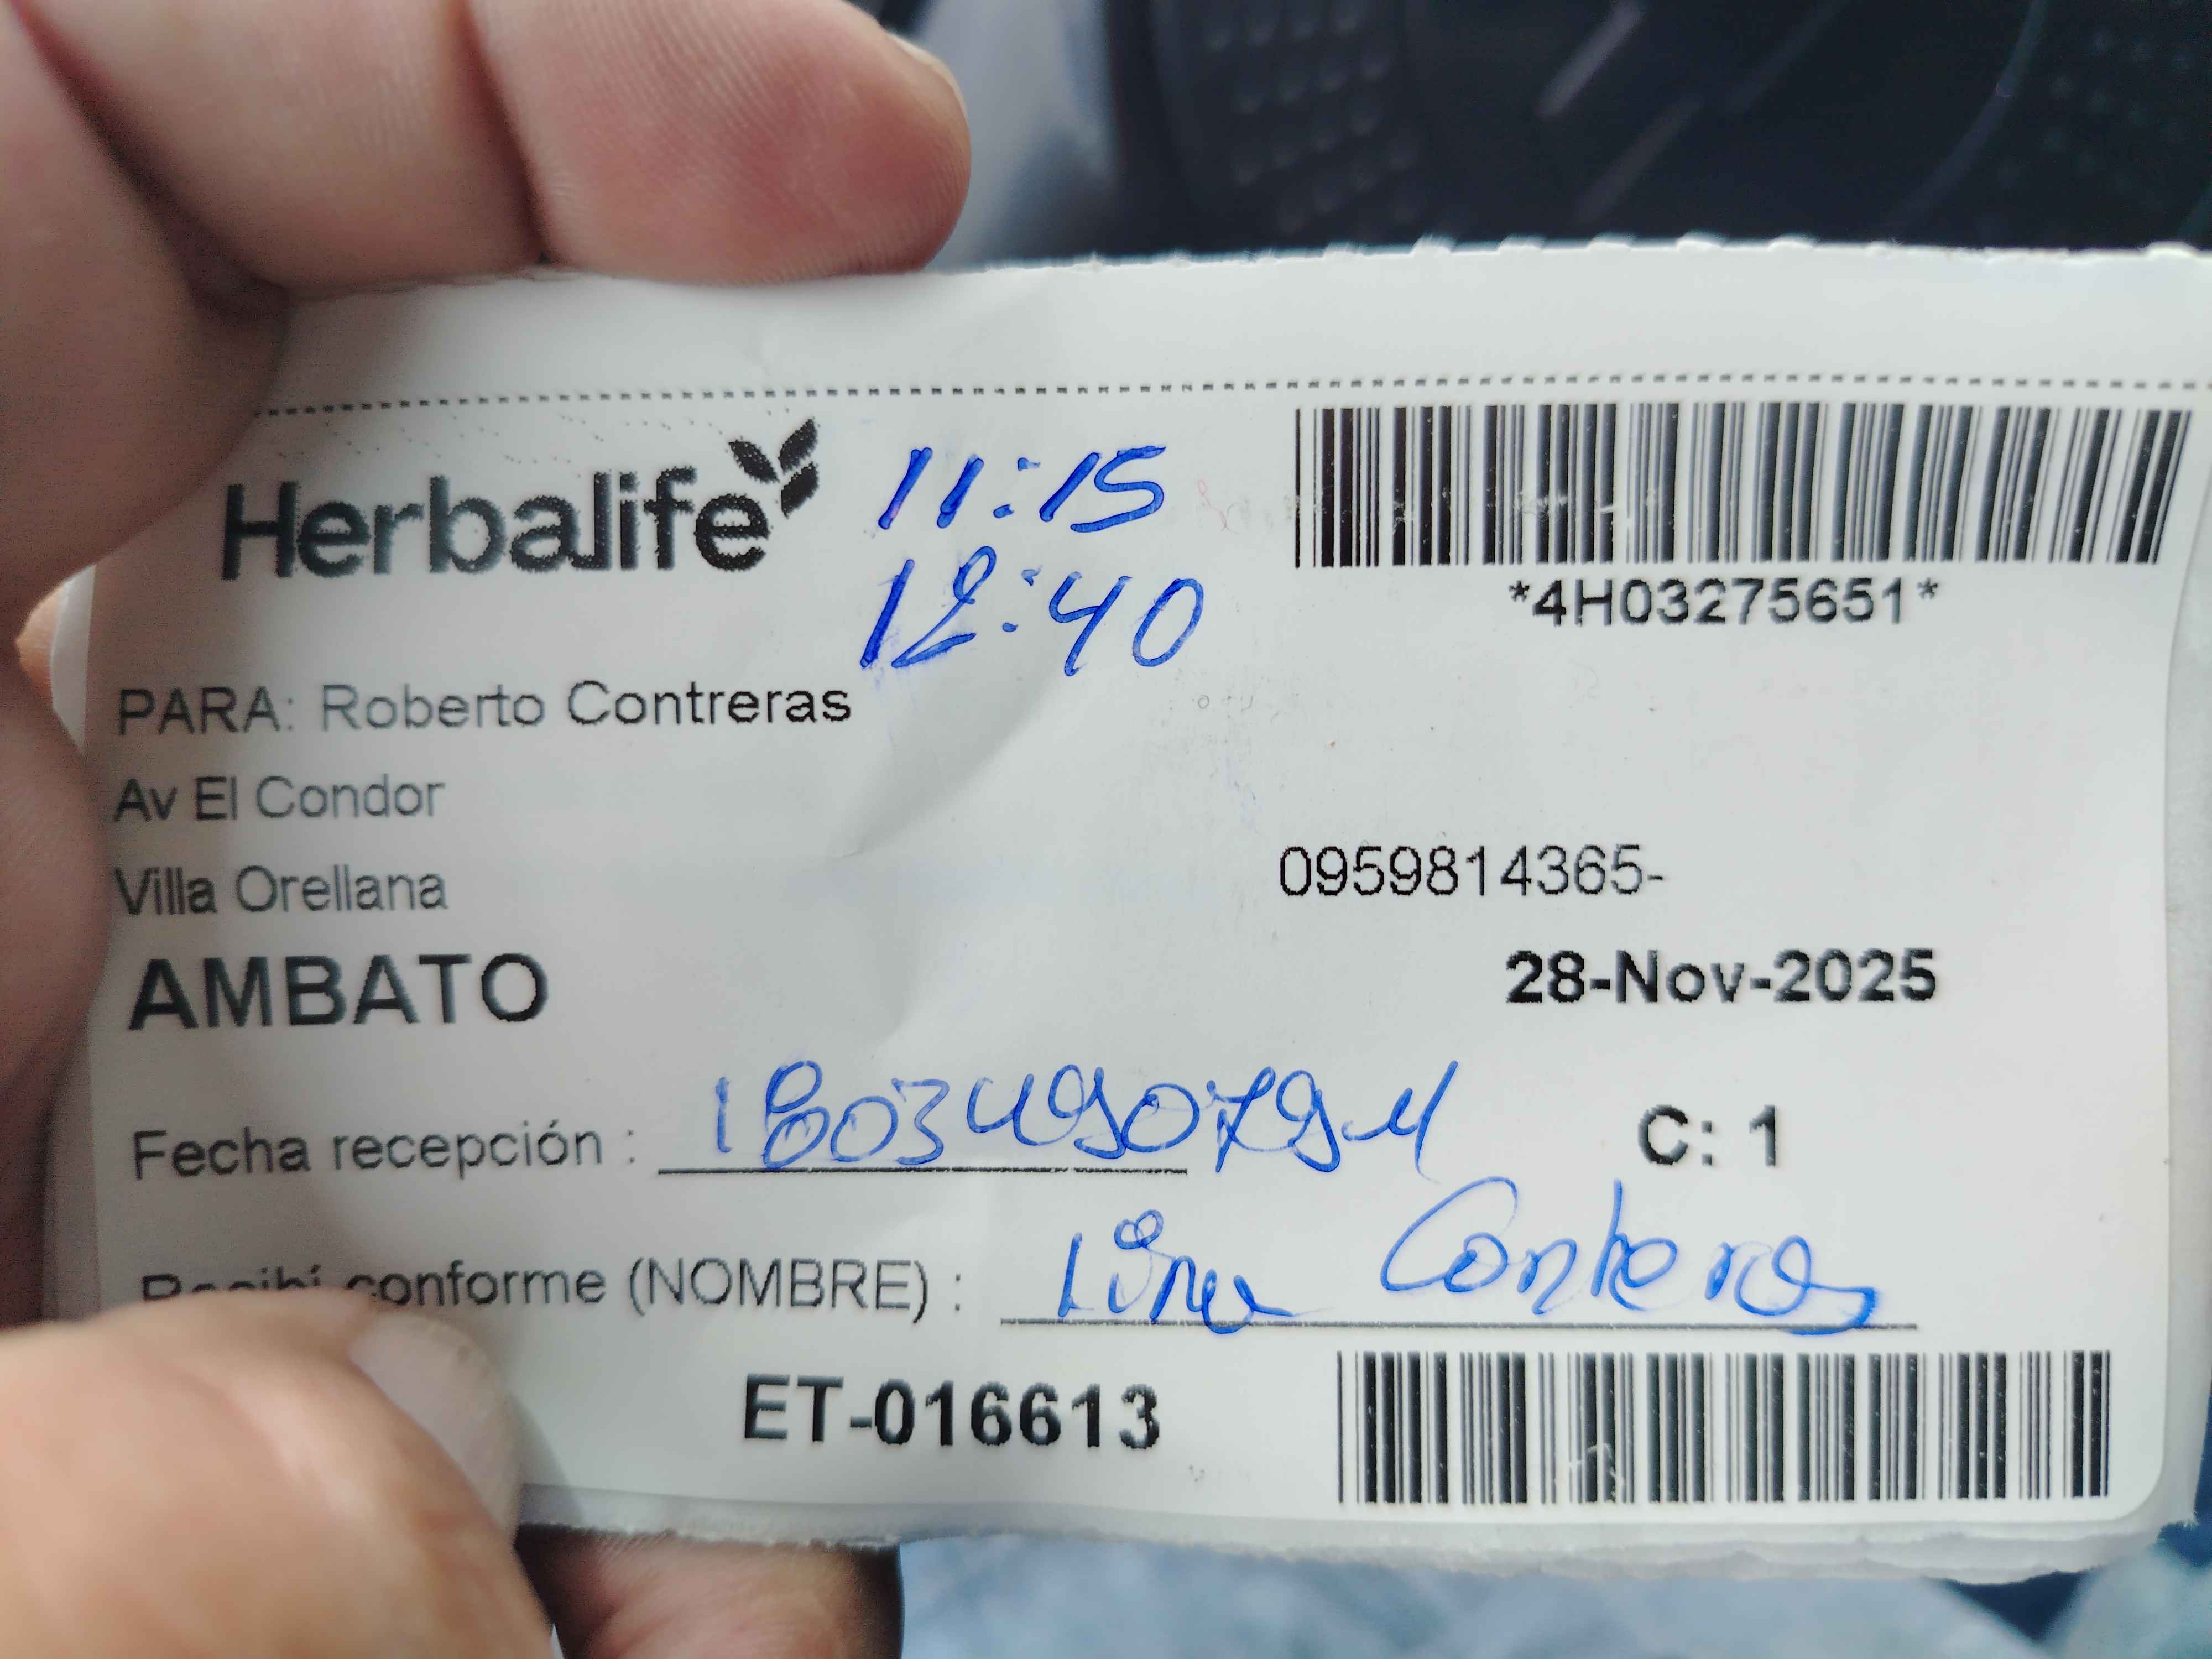 Herbalife
11:15
12:40
*4H03275651*
PARA: Roberto Contreras
Av El Condor
Villa Orellana
0959814365-
AMBATO
28-Nov-2025
Fecha recepción :
C: 1
Recibí conforme (NOMBRE) : Contreras
ET-016613